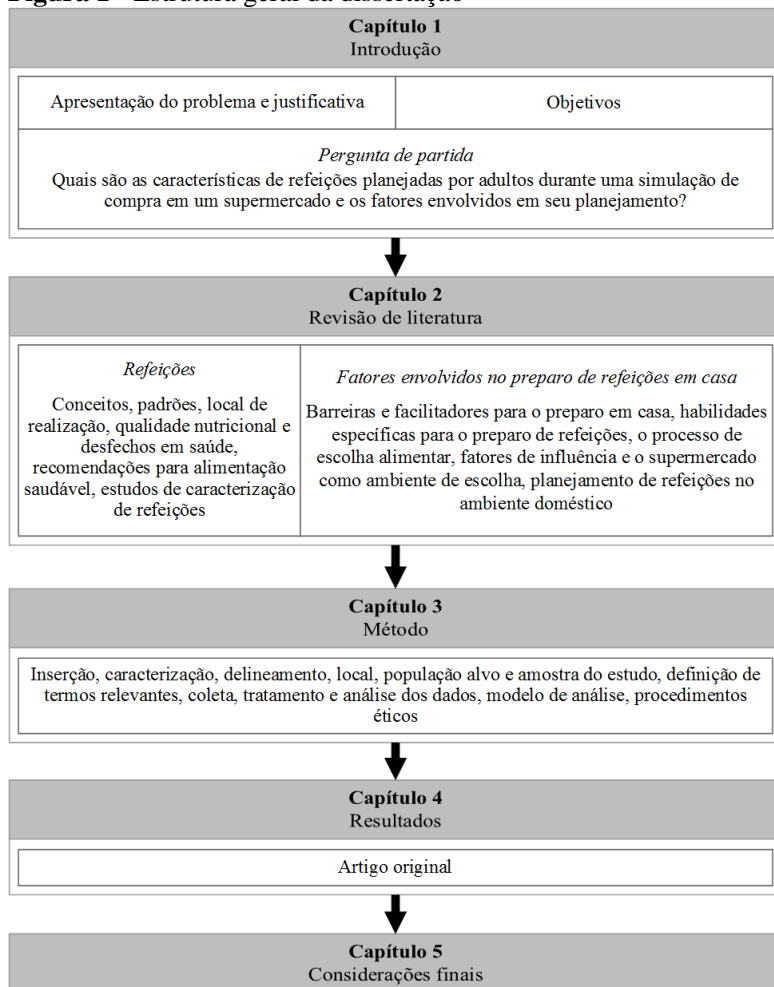 Figura 1 - Estrutura geral da dissertação
Capítulo 1
Introdução
Apresentação do problema e justificativa
Objetivos
Pergunta de partida
Quais são as características de refeições planejadas por adultos durante uma simulação de
compra em um supermercado e os fatores envolvidos em seu planejamento?
Capítulo 2
Revisão de literatura
Refeições
Conceitos, padrões, local de
realização, qualidade nutricional e
desfechos em saúde,
recomendações para alimentação
saudável, estudos de caracterização
de refeições
Fatores envolvidos no preparo de refeições em casa
Barreiras e facilitadores para o preparo em casa, habilidades
específicas para o preparo de refeições, o processo de
escolha alimentar, fatores de influência e o supermercado
como ambiente de escolha, planejamento de refeições no
ambiente doméstico
Capítulo 3
Método
Inserção, caracterização, delineamento, local, população alvo e amostra do estudo, definição de
termos relevantes, coleta, tratamento e análise dos dados, modelo de análise, procedimentos
éticos
Capítulo 4
Resultados
Artigo original
Capítulo 5
Considerações finais